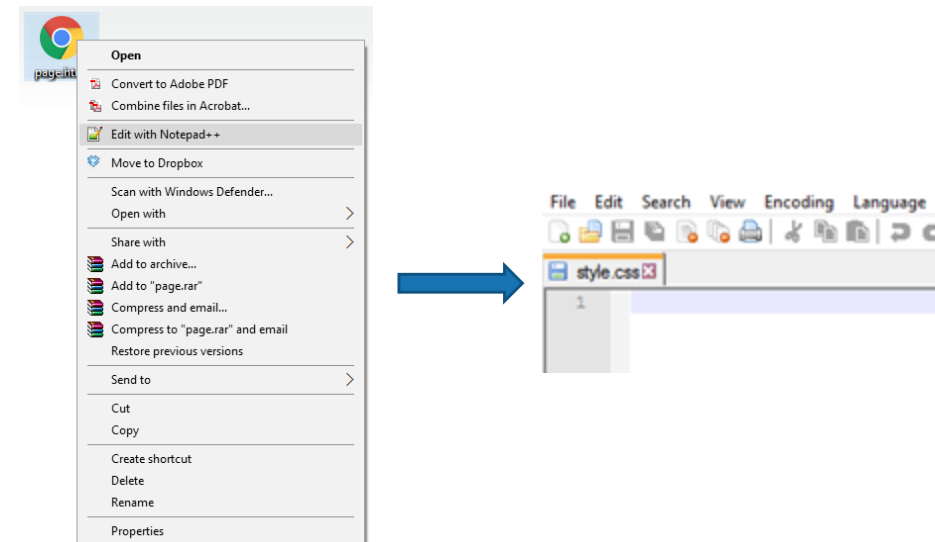 page.ht
Open
Convert to Adobe PDF
Combine files in Acrobat...
Edit with Notepad++
Move to Dropbox
Scan with Windows Defender...
Open with
Share with
Add to archive...
Add to "page.rar"
Compress and email...
Compress to "page.rar" and email
Restore previous versions
Send to
Cut
Copy
Create shortcut
Delete
Rename
Properties
File Edit Search View Encoding Language
style.css
1